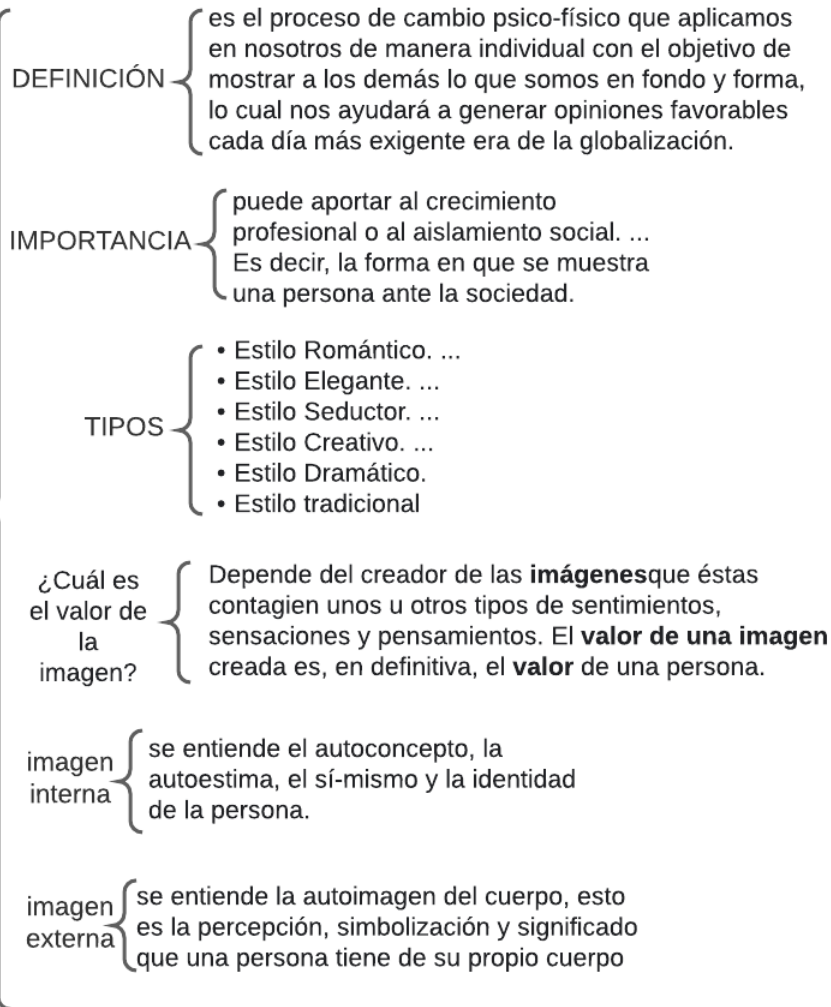 DEFINICIÓN
es el proceso de cambio psico-físico que aplicamos
en nosotros de manera individual con el objetivo de
mostrar a los demás lo que somos en fondo y forma,
lo cual nos ayudará a generar opiniones favorables
cada día más exigente era de la globalización.
IMPORTANCIA
puede aportar al crecimiento
profesional o al aislamiento social. ...
Es decir, la forma en que se muestra
una persona ante la sociedad.
TIPOS
• Estilo Romántico. ...
• Estilo Elegante. ...
• Estilo Seductor. ...
• Estilo Creativo. ...
• Estilo Dramático.
• Estilo tradicional
¿Cuál es
el valor de
la
imagen?
Depende del creador de las imágenesque éstas
contagien unos u otros tipos de sentimientos,
sensaciones y pensamientos. El valor de una imagen
creada es, en definitiva, el valor de una persona.
imagen
interna
se entiende el autoconcepto, la
autoestima, el sí-mismo y la identidad
de la persona.
imagen
externa
se entiende la autoimagen del cuerpo, esto
es la percepción, simbolización y significado
que una persona tiene de su propio cuerpo